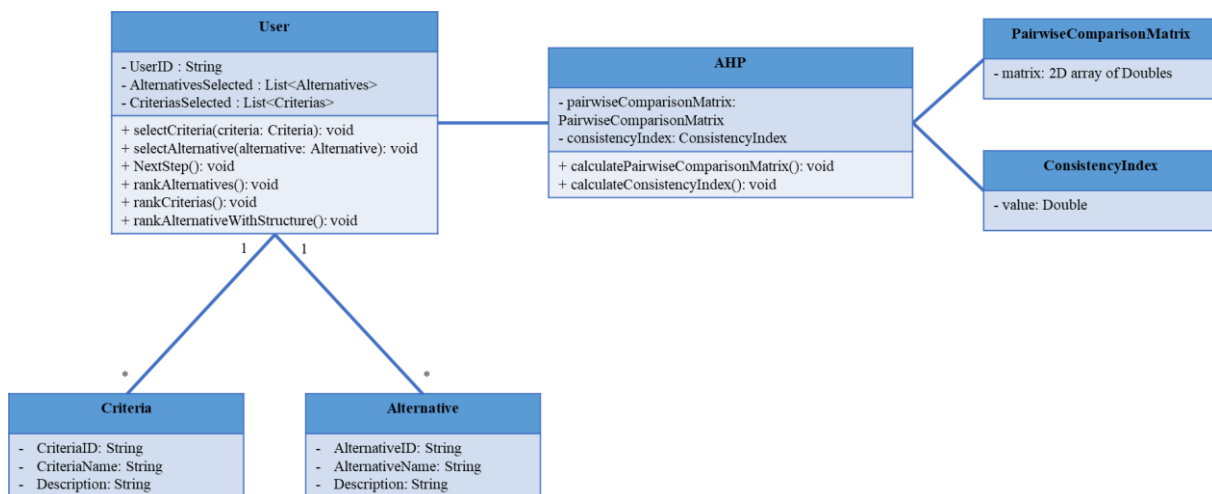 User
- UserID : String
- AlternativesSelected : List<Alternatives>
- CriteriasSelected : List<Criterias>
+ selectCriteria(criteria: Criteria): void
+ selectAlternative(alternative: Alternative): void
+ NextStep(): void
+ rankAlternatives(): void
+ rankCriterias(): void
+ rankAlternativeWithStructure(): void
AHP
- pairwiseComparisonMatrix:
PairwiseComparisonMatrix
- consistencyIndex: ConsistencyIndex
+ calculatePairwiseComparisonMatrix(): void
+ calculateConsistencyIndex(): void
PairwiseComparisonMatrix
- matrix: 2D array of Doubles
ConsistencyIndex
- value: Double
1
1
*
*
Criteria
- CriteriaID: String
- CriteriaName: String
- Description: String
Alternative
- AlternativeID: String
- AlternativeName: String
- Description: String